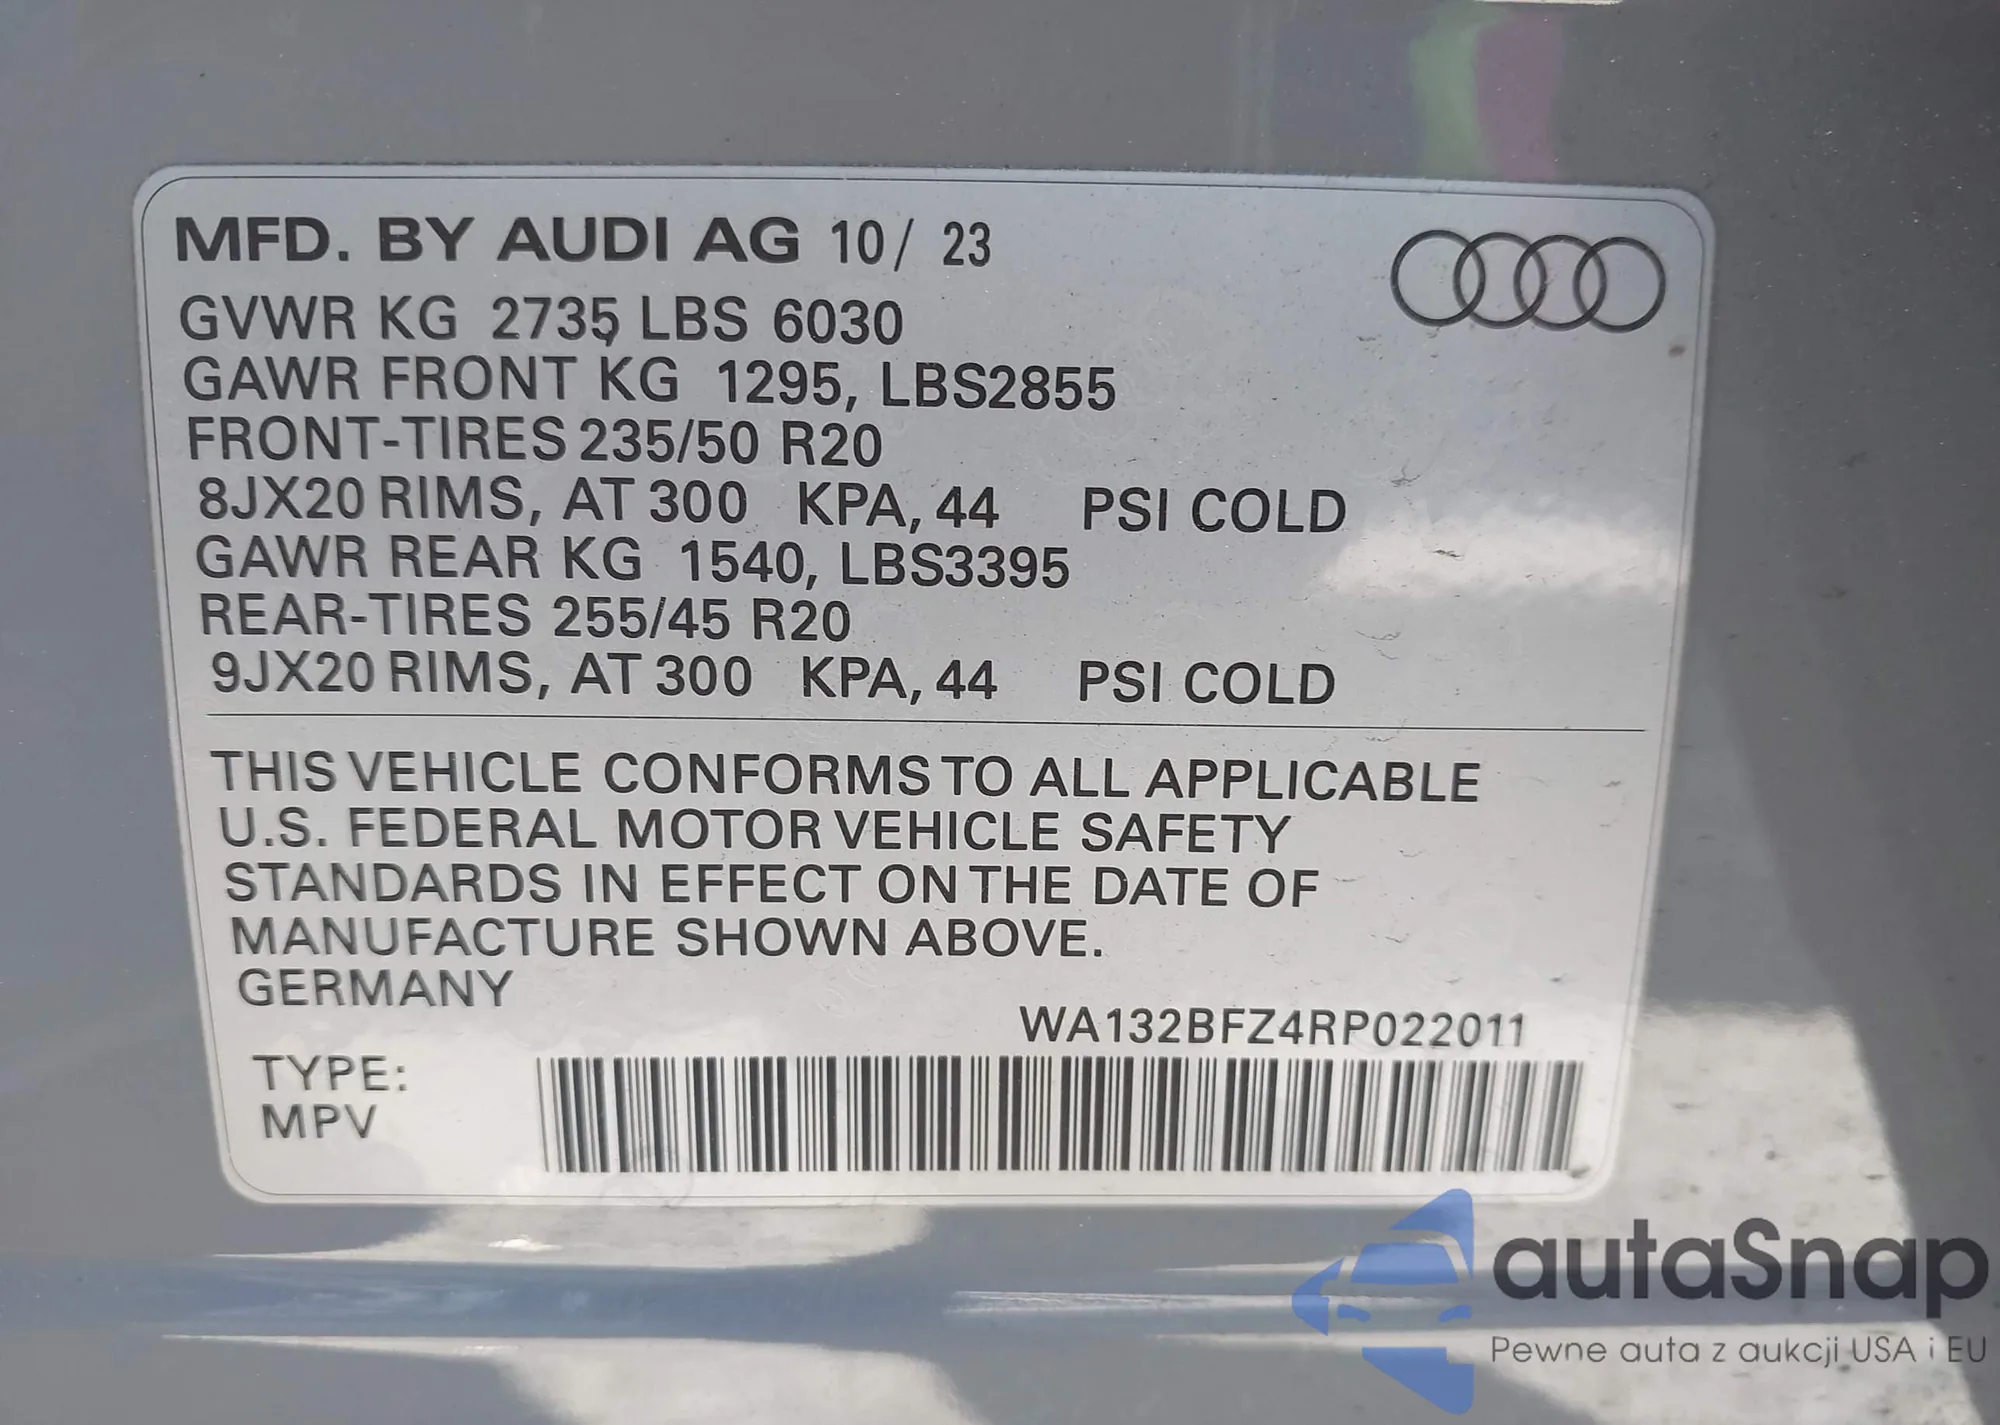 MFD. BY AUDI AG 10/ 23
GVWR KG 2735, LBS 6030
GAWR FRONT KG 1295, LBS2855
FRONT-TIRES 235/50 R20
8JX20 RIMS, AT 300 KPA, 44 PSI COLD
GAWR REAR KG 1540, LBS3395
REAR-TIRES 255/45 R20
9JX20 RIMS, AT 300 KPA, 44 PSI COLD
THIS VEHICLE CONFORMS TO ALL APPLICABLE
U.S. FEDERAL MOTOR VEHICLE SAFETY
STANDARDS IN EFFECT ON THE DATE OF
MANUFACTURE SHOWN ABOVE.
GERMANY
WA132BFZ4RP022011
TYPE:
MPV
autaSnap
Pewne auta z aukcji USA i EU